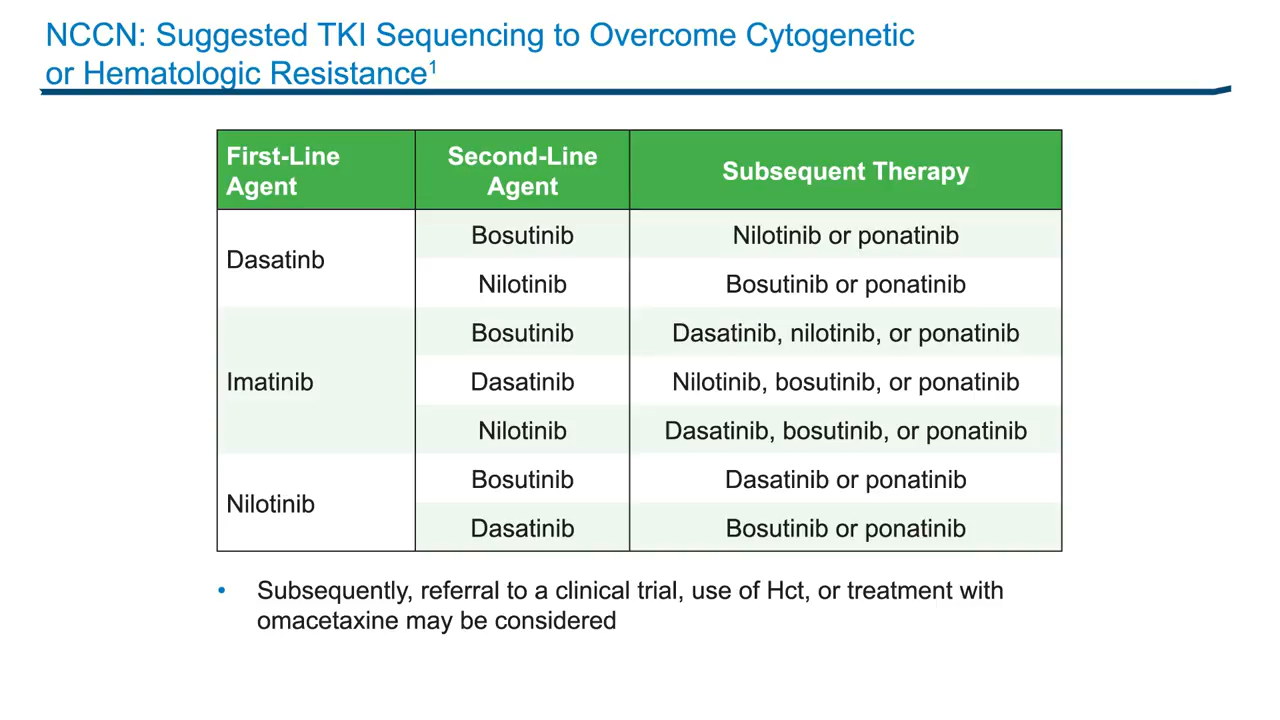 NCCN: Suggested TKI Sequencing to Overcome Cytogenetic
or Hematologic Resistance1
First-Line
Agent
Second-Line
Agent
Subsequent Therapy
Dasatinb
Bosutinib
Nilotinib or ponatinib
Nilotinib
Bosutinib or ponatinib
Imatinib
Bosutinib
Dasatinib, nilotinib, or ponatinib
Dasatinib
Nilotinib, bosutinib, or ponatinib
Nilotinib
Dasatinib, bosutinib, or ponatinib
Nilotinib
Bosutinib
Dasatinib or ponatinib
Dasatinib
Bosutinib or ponatinib
• Subsequently, referral to a clinical trial, use of Hct, or treatment with
omacetaxine may be considered